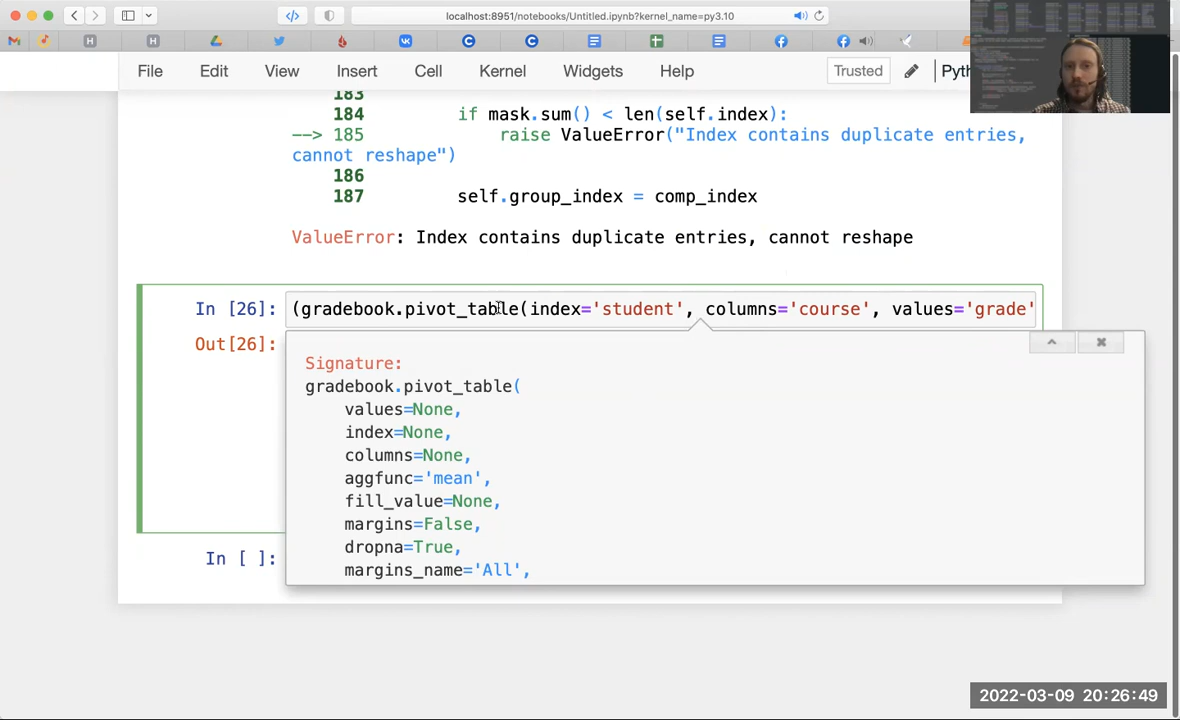 localhost:8951/notebooks/Untitled.ipynb?kernel_name=py3.10
File Edit View Insert Cell Kernel Widgets Help Trusted Pyth
183
184 if mask.sum() < len(self.index):
--> 185 raise ValueError("Index contains duplicate entries,
cannot reshape")
186
187 self.group_index = comp_index
ValueError: Index contains duplicate entries, cannot reshape
In [26]: (gradebook.pivot_table(index='student', columns='course', values='grade'
Out[26]:
Signature:
gradebook.pivot_table(
values=None,
index=None,
columns=None,
aggfunc='mean',
fill_value=None,
margins=False,
dropna=True,
margins_name='All',
In [ ]:
2022-03-09 20:26:49